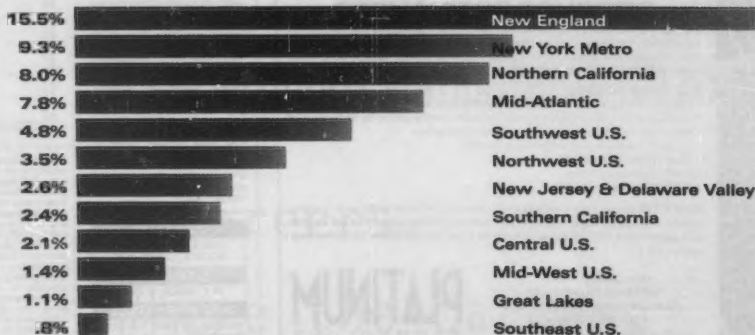 15.5% New England
9.3% New York Metro
8.0% Northern California
7.8% Mid-Atlantic
4.8% Southwest U.S.
3.5% Northwest U.S.
2.6% New Jersey & Delaware Valley
2.4% Southern California
2.1% Central U.S.
1.4% Mid-West U.S.
1.1% Great Lakes
.8% Southeast U.S.
PLATINUM